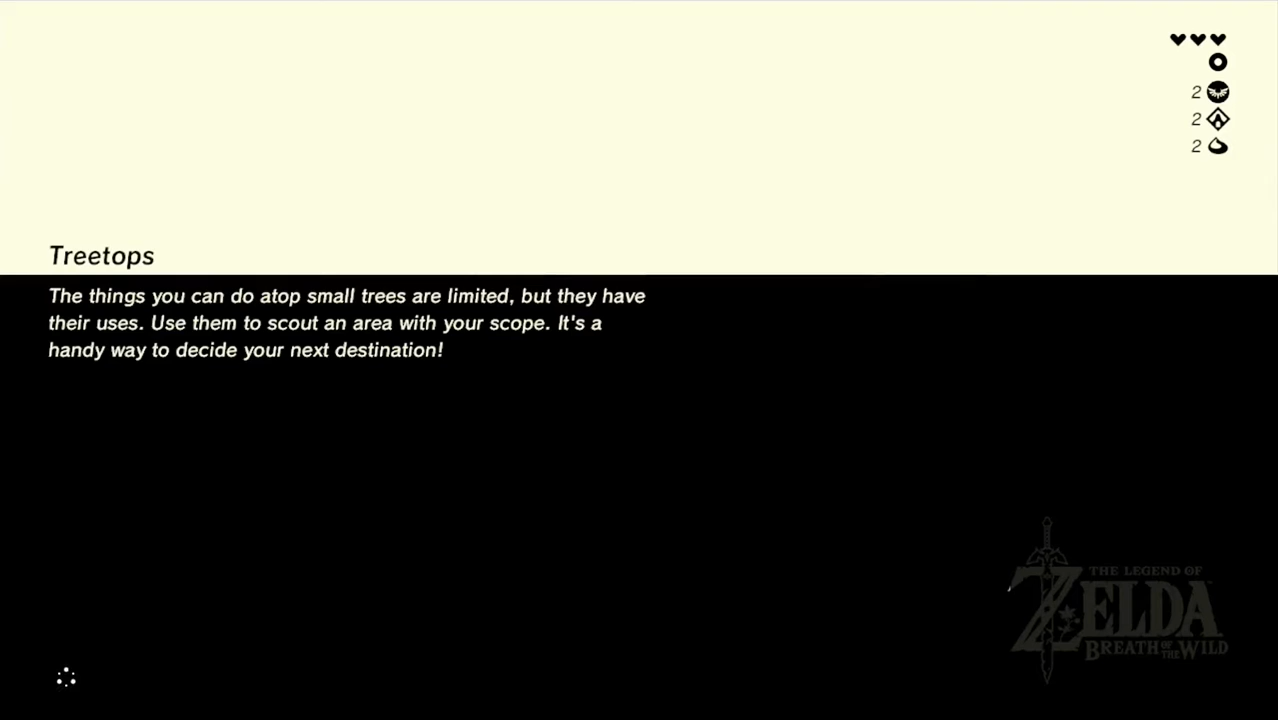 2
2
2
Treetops
The things you can do atop small trees are limited, but they have
their uses. Use them to scout an area with your scope. It's a
handy way to decide your next destination!
THE LEGEND OF
ZELDA
BREATH OF THE WILD